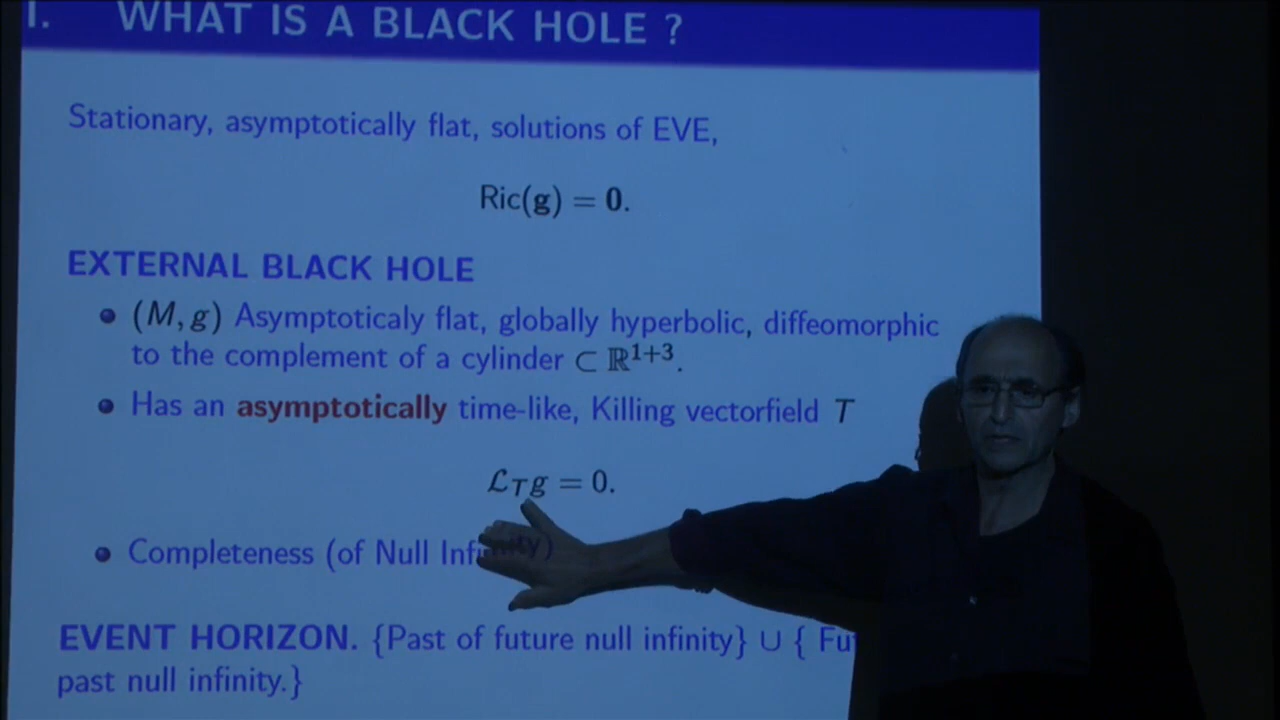 I. WHAT IS A BLACK HOLE ?
Stationary, asymptotically flat, solutions of EVE,
Ric(g) = 0.
EXTERNAL BLACK HOLE
(M, g) Asymptoticaly flat, globally hyperbolic, diffeomorphic
to the complement of a cylinder ⊂ ℝ¹⁺³.
Has an asymptotically time-like, Killing vectorfield T
ℒ_T g = 0.
Completeness (of Null Infinity)
EVENT HORIZON. {Past of future null infinity} ∪ {
past null infinity.}